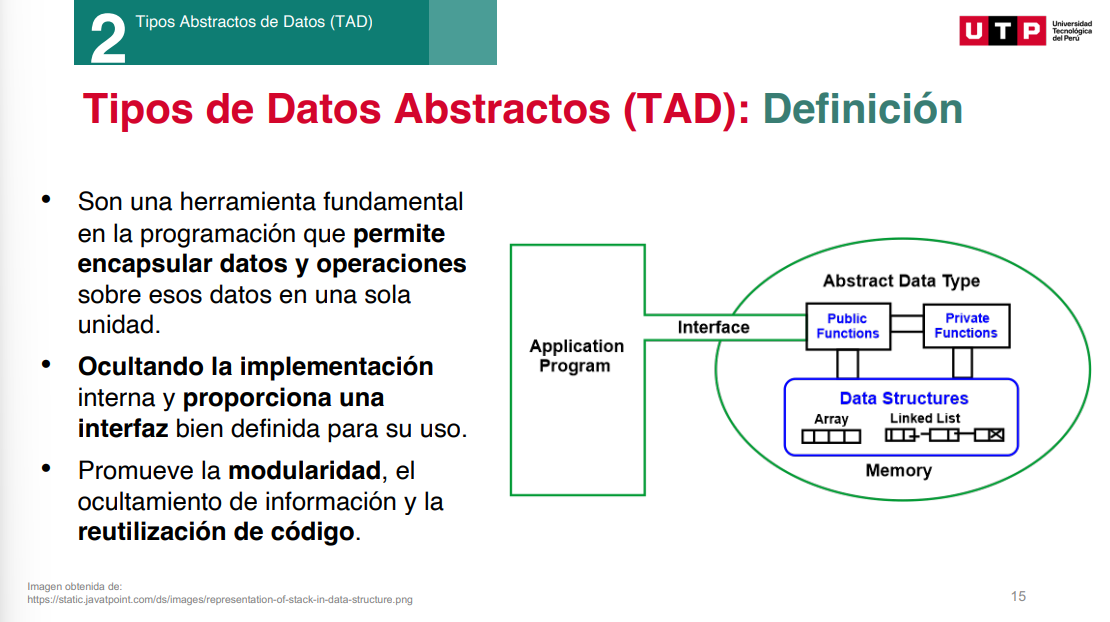 2
Tipos Abstractos de Datos (TAD)
UTP
Universidad
Tecnológica
del Perú
Tipos de Datos Abstractos (TAD): Definición
• Son una herramienta fundamental
en la programación que permite
encapsular datos y operaciones
sobre esos datos en una sola
unidad.
• Ocultando la implementación
interna y proporciona una
interfaz bien definida para su uso.
• Promueve la modularidad, el
ocultamiento de información y la
reutilización de código.
Application
Program
Interface
Abstract Data Type
Public
Functions
Private
Functions
Data Structures
Array
Linked List
Memory
Imagen obtenida de:
https://static.javatpoint.com/ds/images/representation-of-stack-in-data-structure.png
15